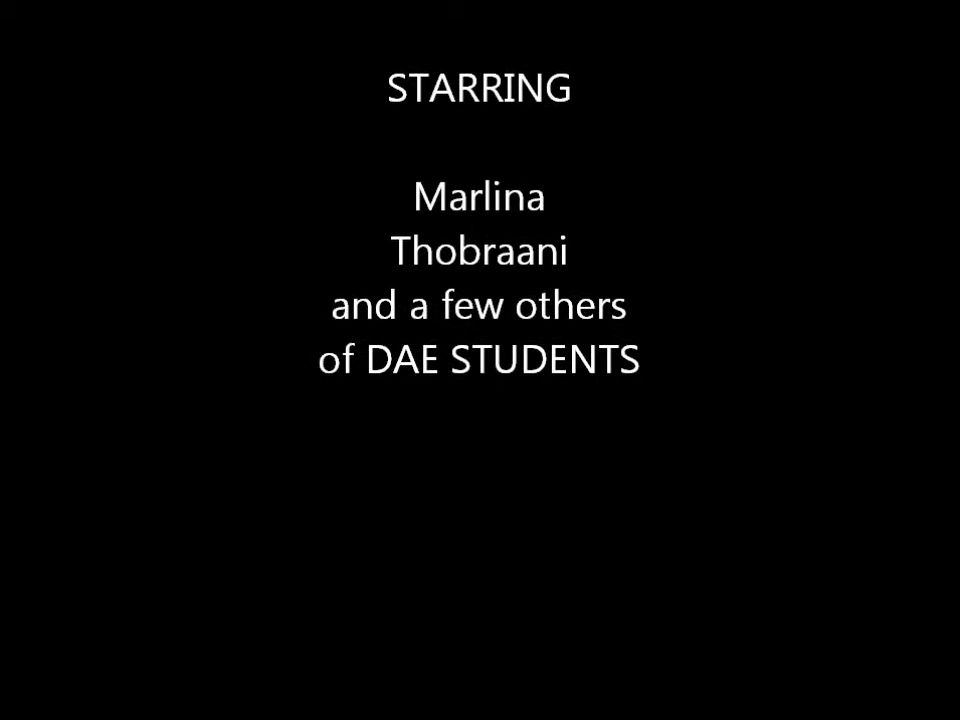 STARRING
Marlina
Thobraani
and a few others
of DAE STUDENTS